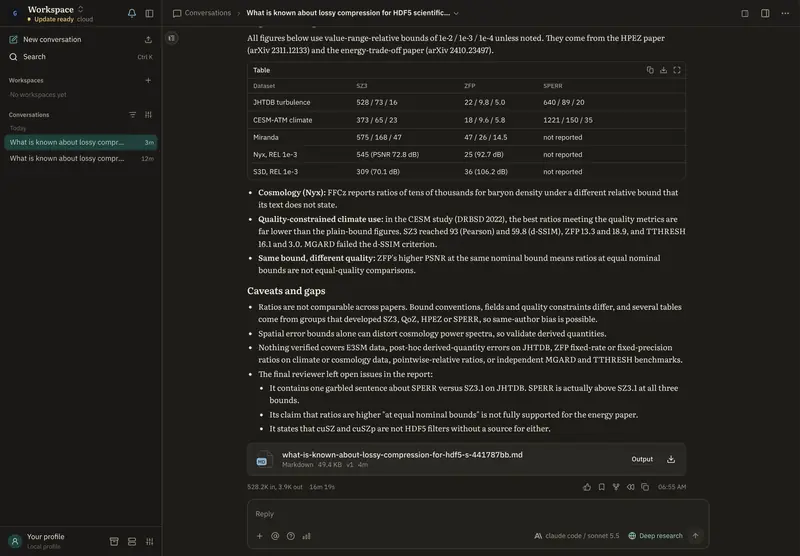 Workspace
Update ready cloud
New conversation
Search Ctrl K
Workspaces
No workspaces yet
Conversations
Today
What is known about lossy compr... 3m
What is known about lossy compr... 12m
Your profile
Local profile
Conversations › What is known about lossy compression for HDF5 scientific...
All figures below use value-range-relative bounds of 1e-2 / 1e-3 / 1e-4 unless noted. They come from the HPEZ paper
(arXiv 2311.12133) and the energy-trade-off paper (arXiv 2410.23497).
Table
Dataset SZ3 ZFP SPERR
JHTDB turbulence 528 / 73 / 16 22 / 9.8 / 5.0 640 / 89 / 20
CESM-ATM climate 373 / 65 / 23 18 / 9.6 / 5.8 1221 / 150 / 35
Miranda 575 / 168 / 47 47 / 26 / 14.5 not reported
Nyx, REL 1e-3 545 (PSNR 72.8 dB) 25 (92.7 dB) not reported
S3D, REL 1e-3 309 (70.1 dB) 36 (106.2 dB) not reported
• Cosmology (Nyx): FFCz reports ratios of tens of thousands for baryon density under a different relative bound that
its text does not state.
• Quality-constrained climate use: in the CESM study (DRBSD 2022), the best ratios meeting the quality metrics are
far lower than the plain-bound figures. SZ3 reached 93 (Pearson) and 59.8 (d-SSIM), ZFP 13.3 and 18.9, and TTHRESH
16.1 and 3.0. MGARD failed the d-SSIM criterion.
• Same bound, different quality: ZFP's higher PSNR at the same nominal bound means ratios at equal nominal
bounds are not equal-quality comparisons.
Caveats and gaps
• Ratios are not comparable across papers. Bound conventions, fields and quality constraints differ, and several tables
come from groups that developed SZ3, QoZ, HPEZ or SPERR, so same-author bias is possible.
• Spatial error bounds alone can distort cosmology power spectra, so validate derived quantities.
• Nothing verified covers E3SM data, post-hoc derived-quantity errors on JHTDB, ZFP fixed-rate or fixed-precision
ratios on climate or cosmology data, pointwise-relative ratios, or independent MGARD and TTHRESH benchmarks.
• The final reviewer left open issues in the report:
• It contains one garbled sentence about SPERR versus SZ3.1 on JHTDB. SPERR is actually above SZ3.1 at all three
bounds.
• Its claim that ratios are higher "at equal nominal bounds" is not fully supported for the energy paper.
• It states that cuSZ and cuSZp are not HDF5 filters without a source for either.
MD
what-is-known-about-lossy-compression-for-hdf5-s-441787bb.md
Markdown 49.4 KB v1 4m
Output
528.2K in, 3.9K out 16m 19s
06:55 AM
Reply
claude code / sonnet 5.5
Deep research